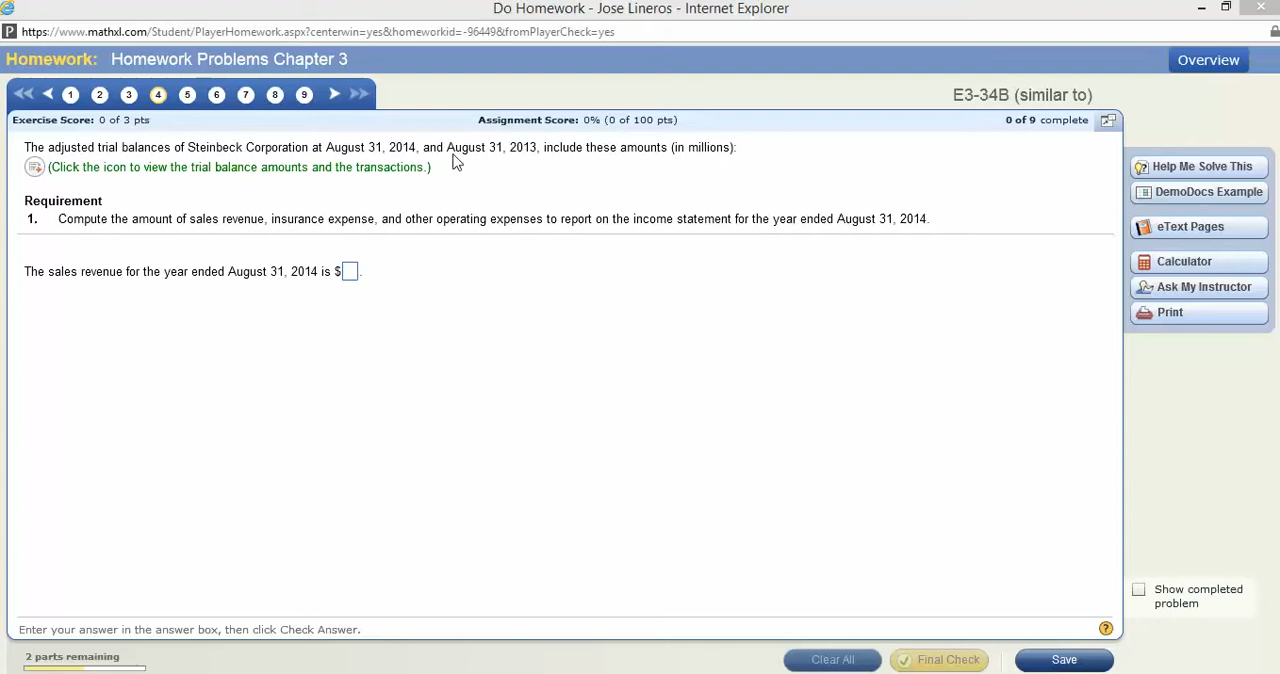 Do Homework - Jose Lineros - Internet Explorer
P https://www.mathxl.com/Student/PlayerHomework.aspx?centerwin=yes&homeworkid=-96449&fromPlayerCheck=yes
Homework: Homework Problems Chapter 3 Overview
1 2 3 4 5 6 7 8 9 E3-34B (similar to)
Exercise Score: 0 of 3 pts Assignment Score: 0% (0 of 100 pts) 0 of 9 complete
The adjusted trial balances of Steinbeck Corporation at August 31, 2014, and August 31, 2013, include these amounts (in millions):
(Click the icon to view the trial balance amounts and the transactions.)
Requirement
1. Compute the amount of sales revenue, insurance expense, and other operating expenses to report on the income statement for the year ended August 31, 2014.
The sales revenue for the year ended August 31, 2014 is $ .
Help Me Solve This
DemoDocs Example
eText Pages
Calculator
Ask My Instructor
Print
Show completed
problem
Enter your answer in the answer box, then click Check Answer. ?
2 parts remaining
Clear All Final Check Save